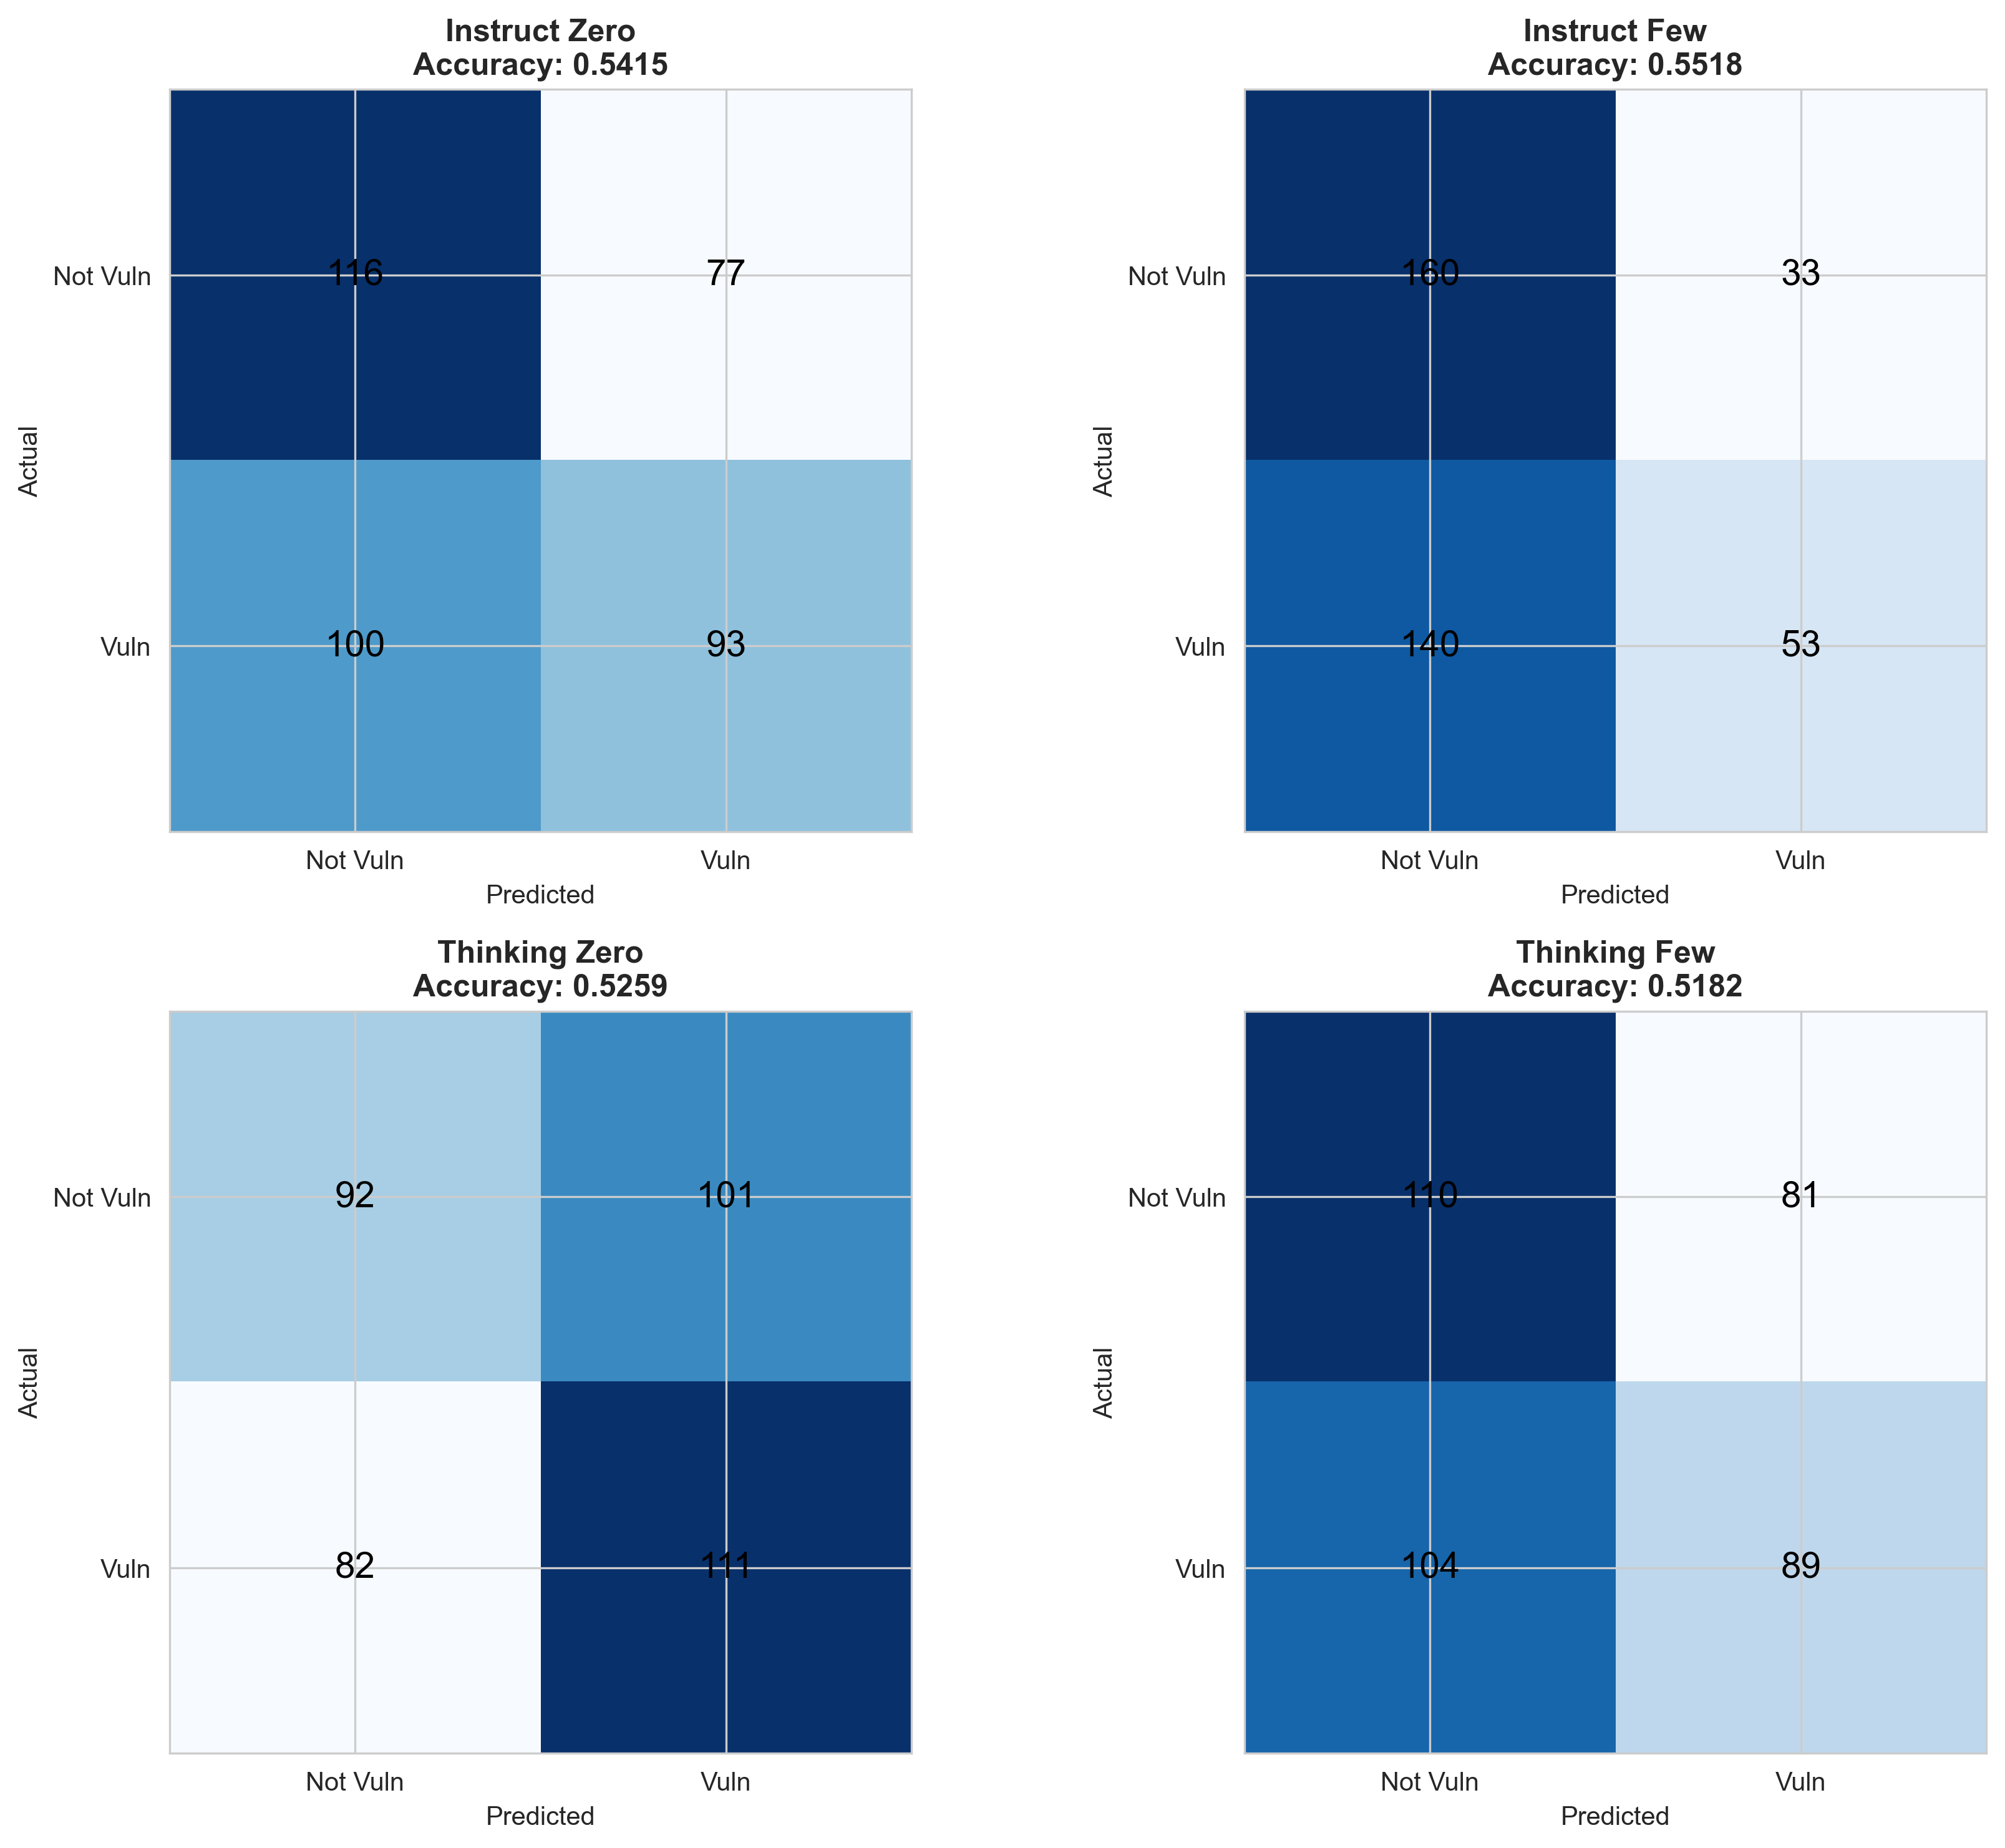 Instruct Zero
Accuracy: 0.5415
Actual
Not Vuln
116
77
Vuln
100
93
Not Vuln
Vuln
Predicted
Instruct Few
Accuracy: 0.5518
Actual
Not Vuln
160
33
Vuln
140
53
Not Vuln
Vuln
Predicted
Thinking Zero
Accuracy: 0.5259
Actual
Not Vuln
92
101
Vuln
82
111
Not Vuln
Vuln
Predicted
Thinking Few
Accuracy: 0.5182
Actual
Not Vuln
110
81
Vuln
104
89
Not Vuln
Vuln
Predicted